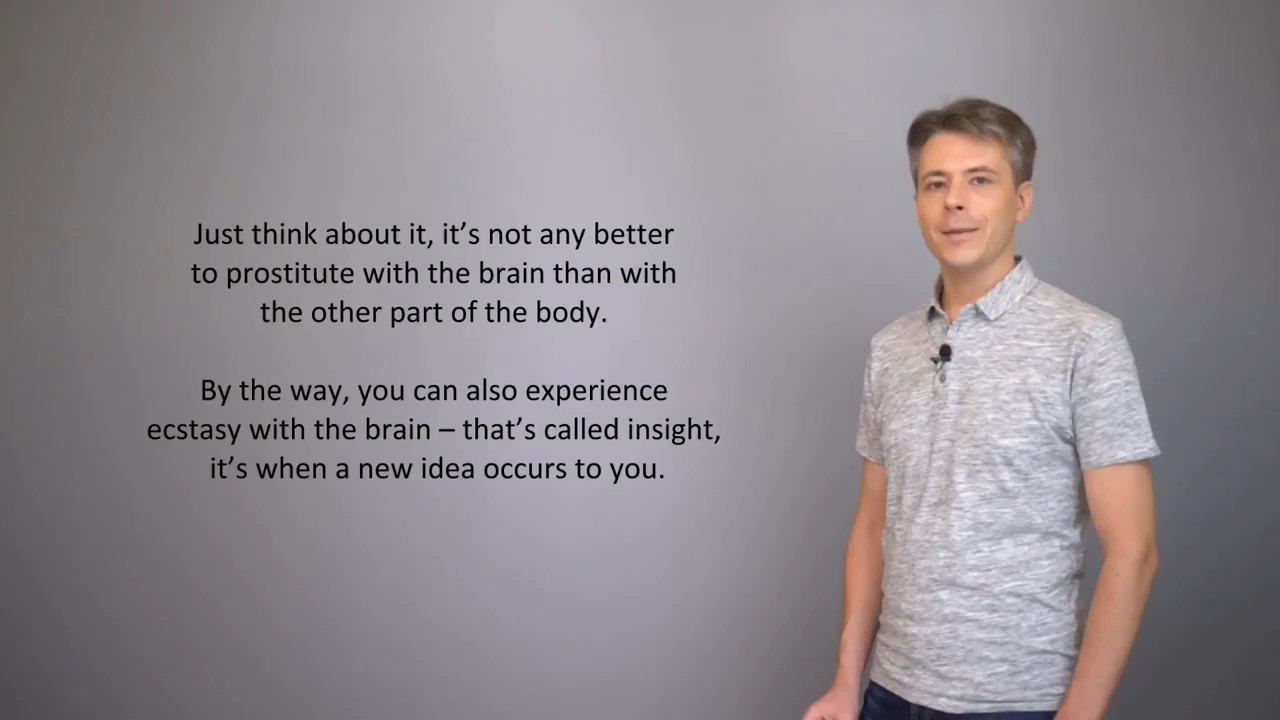 Just think about it, it’s not any better
to prostitute with the brain than with
the other part of the body.
By the way, you can also experience
ecstasy with the brain – that’s called insight,
it’s when a new idea occurs to you.